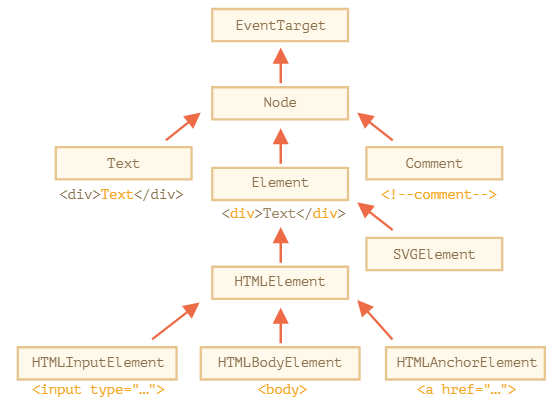 EventTarget
Node
Text
<div>Text</div>
Element
<div>Text</div>
Comment
<!--comment-->
SVGElement
HTMLElement
HTMLInputElement
<input type="…">
HTMLBodyElement
<body>
HTMLAnchorElement
<a href="…">